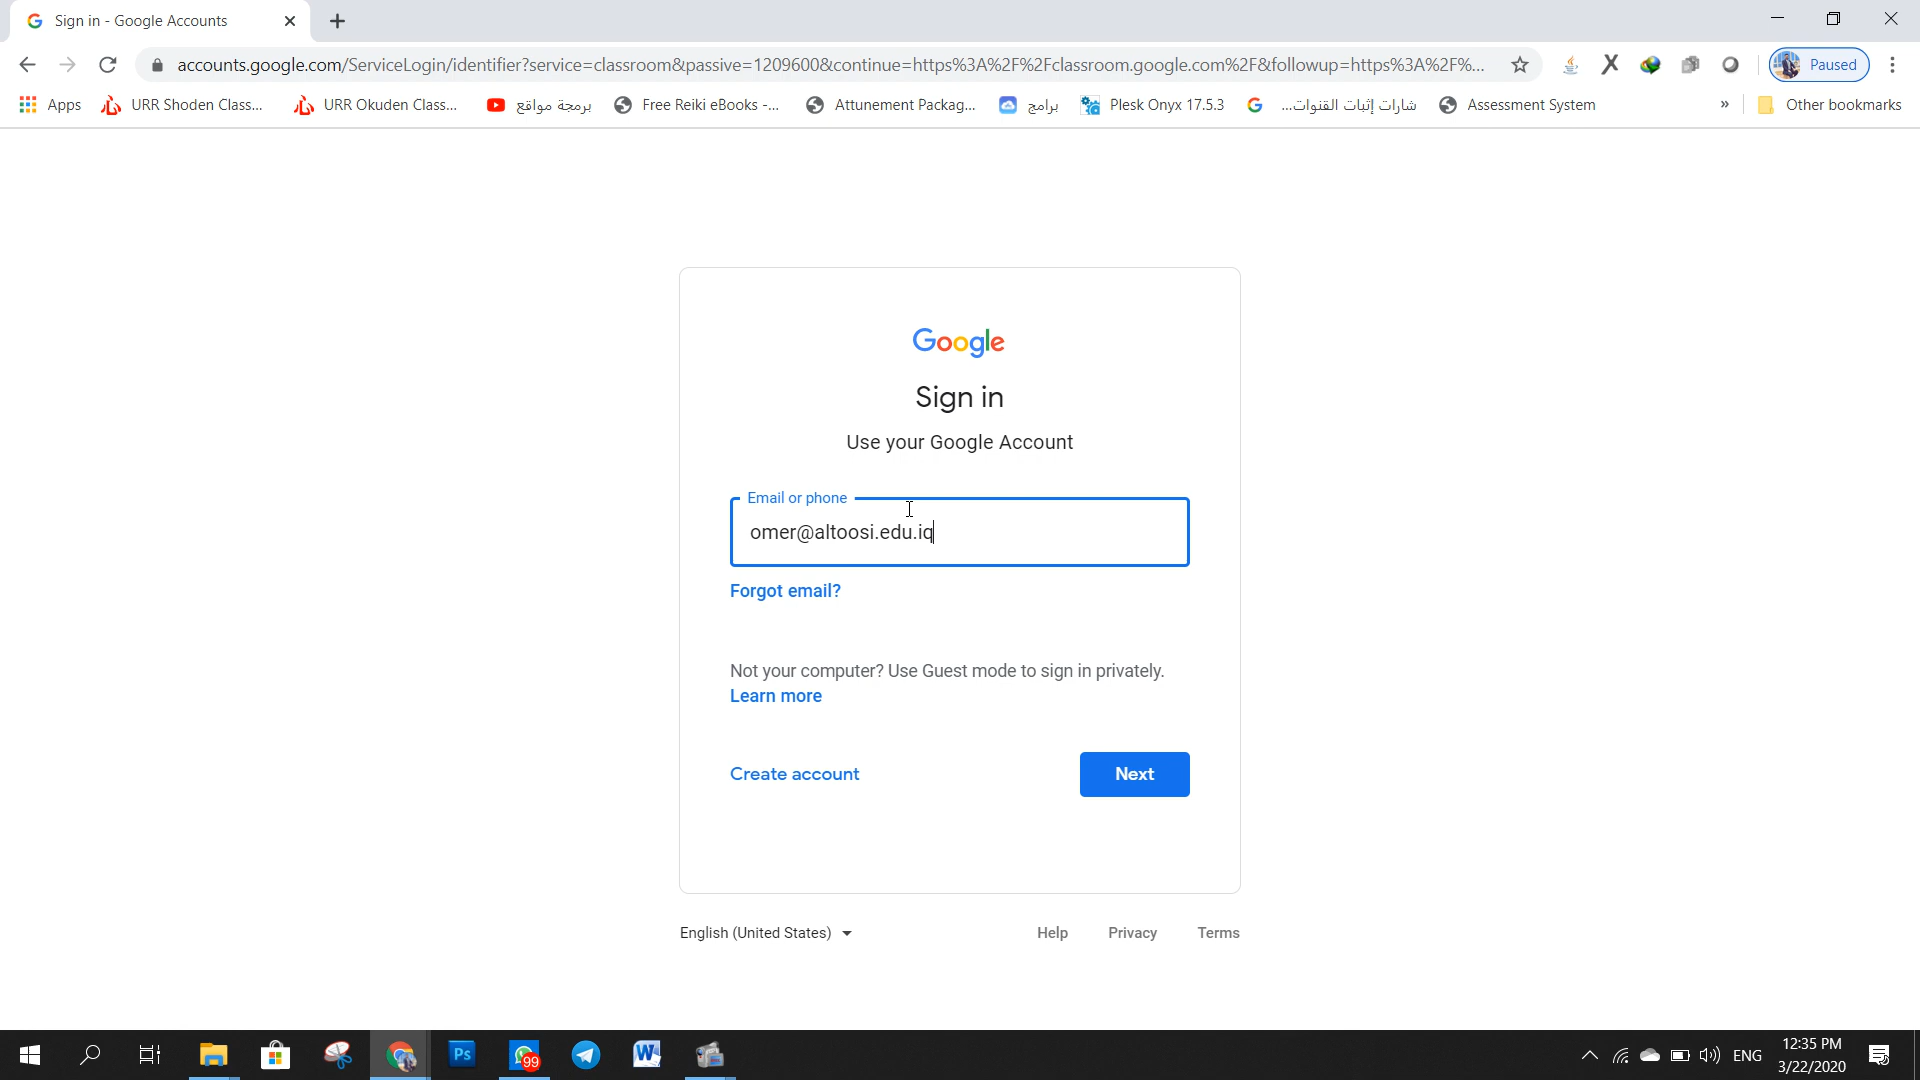 Sign in - Google Accounts
accounts.google.com/ServiceLogin/identifier?service=classroom&passive=1209600&continue=https%3A%2F%2Fclassroom.google.com%2F&followup=https%3A%2F%...
Paused
Apps
URR Shoden Class...
URR Okuden Class...
برمجة مواقع
Free Reiki eBooks -...
Attunement Packag...
برامج
Plesk Onyx 17.5.3
شارات إثبات القنوات...
Assessment System
»
Other bookmarks
Google
Sign in
Use your Google Account
Email or phone
omer@altoosi.edu.iq
Forgot email?
Not your computer? Use Guest mode to sign in privately.
Learn more
Create account
Next
English (United States)
Help
Privacy
Terms
Ps
99
W
ENG
12:35 PM
3/22/2020